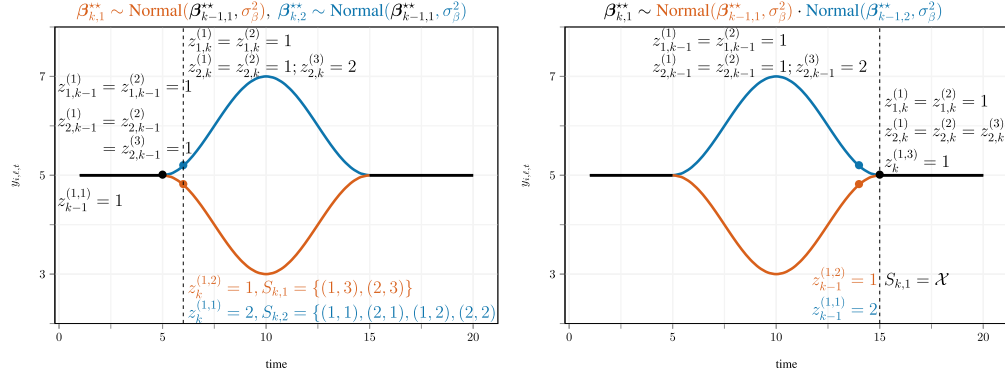 β⋆⋆k,1 ∼ Normal(β⋆⋆k−1,1, σ²β), β⋆⋆k,2 ∼ Normal(β⋆⋆k−1,1, σ²β)
z(1)1,k = z(2)1,k = 1
z(1)2,k = z(2)2,k = 1; z(3)2,k = 2
z(1)1,k−1 = z(2)1,k−1 = 1
z(1)2,k−1 = z(2)2,k−1
= z(3)2,k−1 = 1
z(1,1)k−1 = 1
z(1,2)k = 1, Sk,1 = {(1, 3), (2, 3)}
z(1,1)k = 2, Sk,2 = {(1, 1), (2, 1), (1, 2), (2, 2)
7
5
3
yi,ℓ,t
0 5 10 15 20
time
β⋆⋆k,1 ∼ Normal(β⋆⋆k−1,1, σ²β) · Normal(β⋆⋆k−1,2, σ²β)
z(1)1,k−1 = z(2)1,k−1 = 1
z(1)2,k−1 = z(2)2,k−1 = 1; z(3)2,k−1 = 2
z(1)1,k = z(2)1,k = 1
z(1)2,k = z(2)2,k = z(3)2,k
z(1,3)k = 1
z(1,2)k−1 = 1
Sk,1 = 𝒳
z(1,1)k−1 = 2
7
5
3
yi,ℓ,t
0 5 10 15 20
time